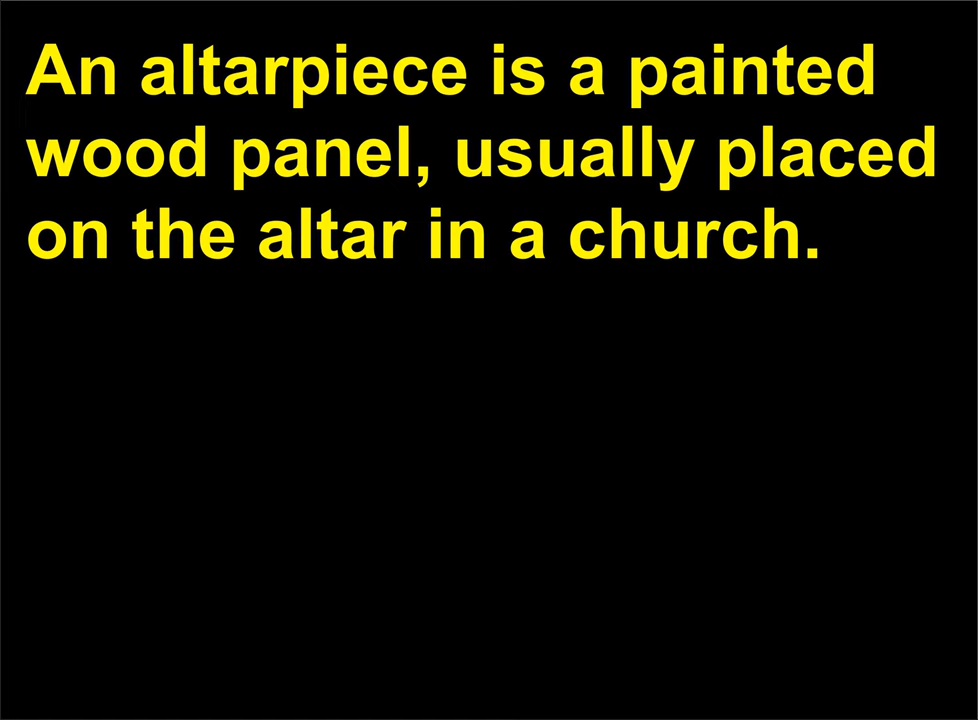 An altarpiece is a painted
wood panel, usually placed
on the altar in a church.